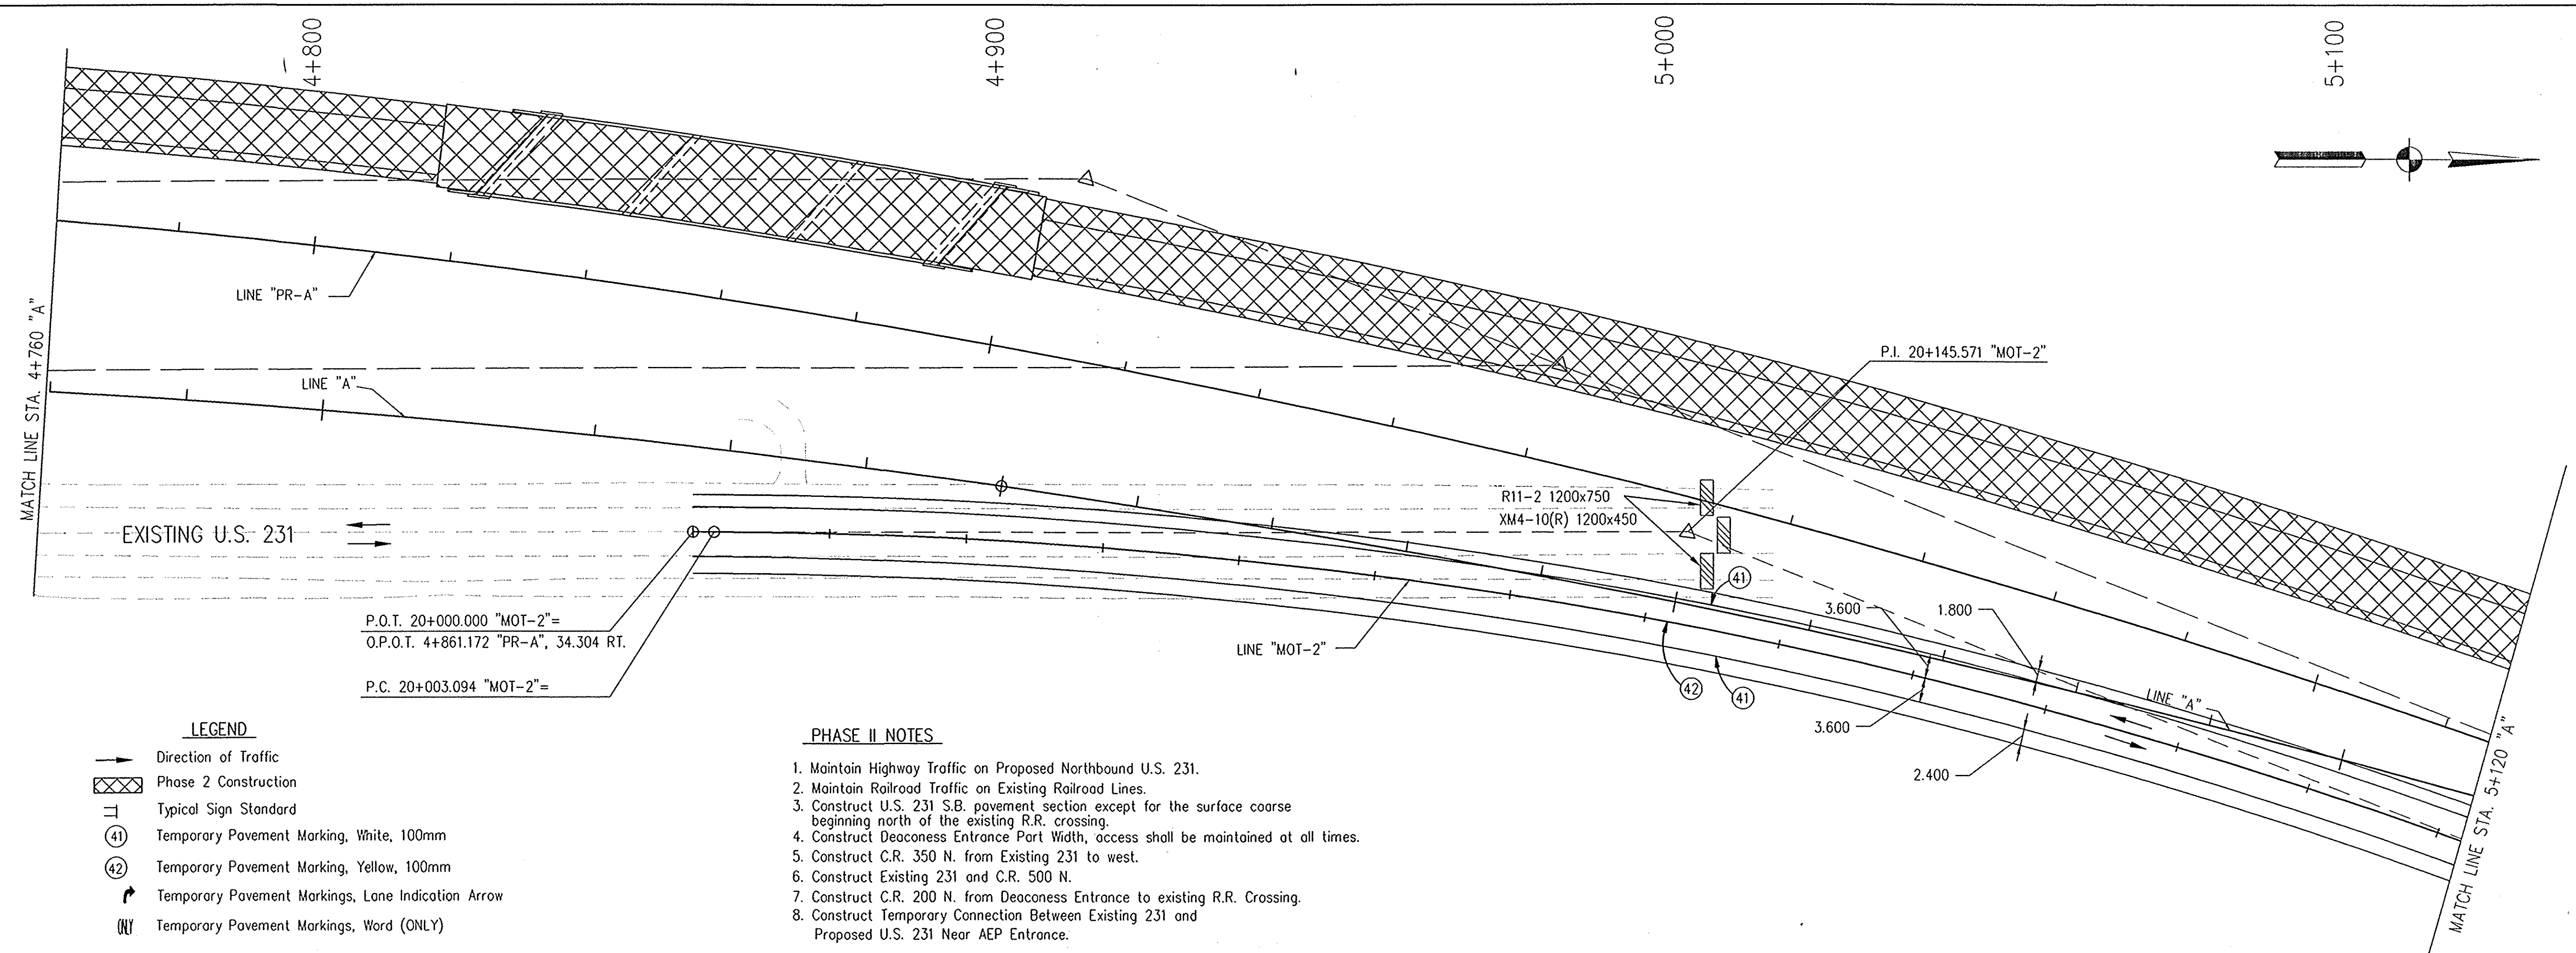 4+800
4+900
5+000
5+100
P.I. 20+145.571 "MOT-2"
LINE "PR-A"
MATCH LINE STA. 4+760 "A"
LINE "A"
R11-2 1200x750
XM4-10(R) 1200x450
EXISTING U.S. 231
41
P.O.T. 20+000.000 "MOT-2"=
O.P.O.T. 4+861.172 "PR-A", 34.304 RT.
3.600
1.800
LINE "MOT-2"
P.C. 20+003.094 "MOT-2"=
42
41
LINE "A"
3.600
2.400
MATCH LINE STA. 5+120 "A"
LEGEND
Direction of Traffic
Phase 2 Construction
Typical Sign Standard
41 Temporary Pavement Marking, White, 100mm
42 Temporary Pavement Marking, Yellow, 100mm
Temporary Pavement Markings, Lane Indication Arrow
ONLY Temporary Pavement Markings, Word (ONLY)
PHASE II NOTES
1. Maintain Highway Traffic on Proposed Northbound U.S. 231.
2. Maintain Railroad Traffic on Existing Railroad Lines.
3. Construct U.S. 231 S.B. pavement section except for the surface coarse
beginning north of the existing R.R. crossing.
4. Construct Deaconess Entrance Part Width, access shall be maintained at all times.
5. Construct C.R. 350 N. from Existing 231 to west.
6. Construct Existing 231 and C.R. 500 N.
7. Construct C.R. 200 N. from Deaconess Entrance to existing R.R. Crossing.
8. Construct Temporary Connection Between Existing 231 and
Proposed U.S. 231 Near AEP Entrance.